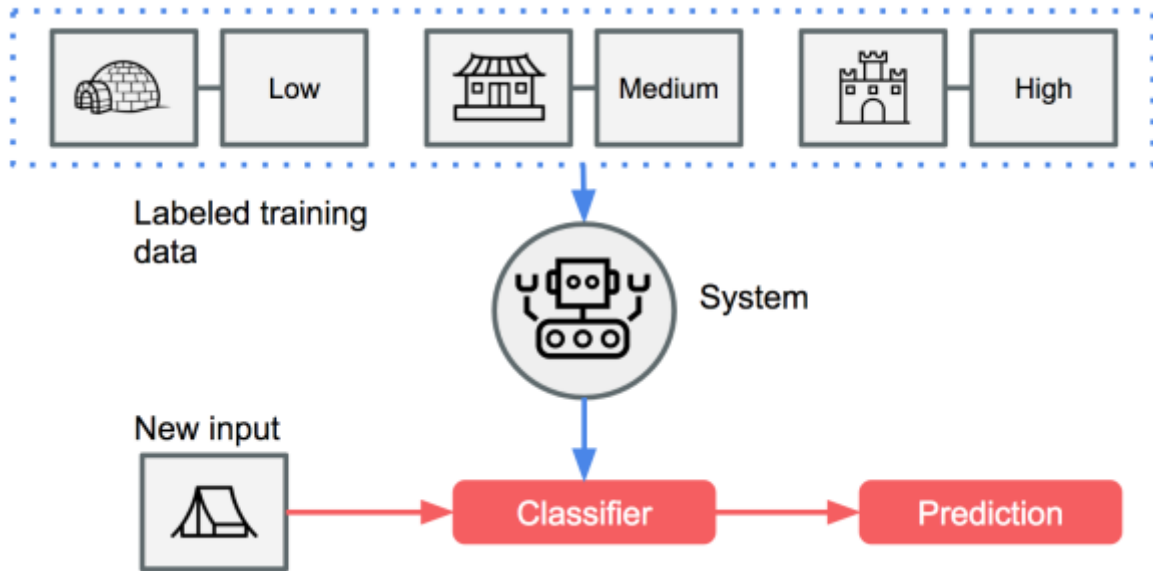 Low
Medium
High
Labeled training
data
System
New input
Classifier
Prediction